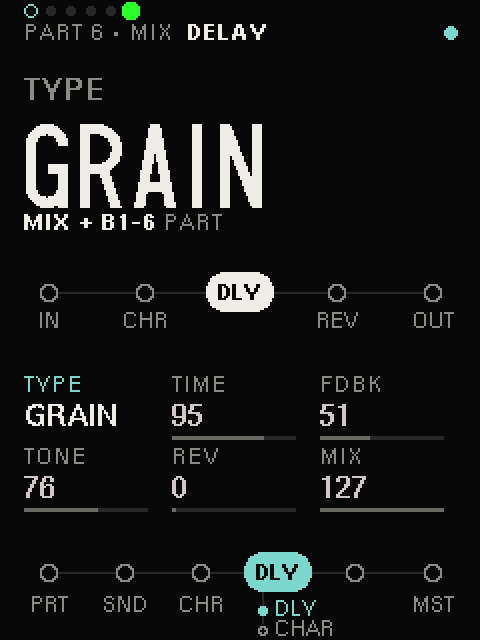 PART 6 · MIX DELAY
TYPE
GRAIN
MIX + B1-6 PART
DLY
IN CHR REV OUT
TYPE TIME FDBK
GRAIN 95 51
TONE REV MIX
76 0 127
DLY
PRT SND CHR MST
DLY
CHAR